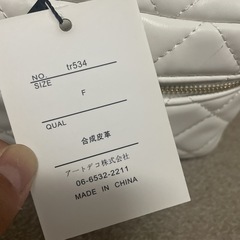 NO. tr534
SIZE
F
QUAL
合成皮革
アートデコ株式会社
06-6532-2211
MADE IN CHINA